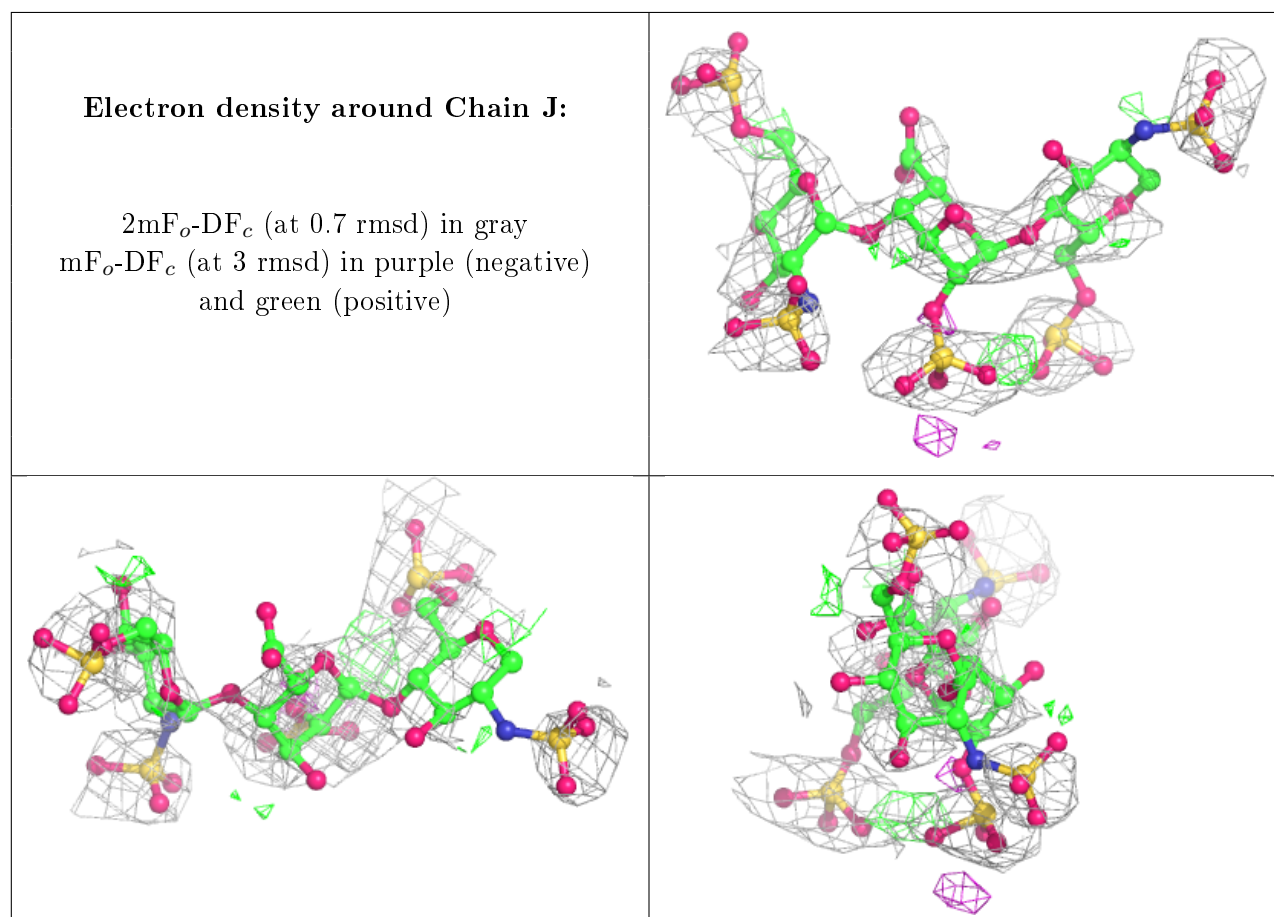 Electron density around Chain J:
2mFₒ-DF𝑐 (at 0.7 rmsd) in gray
mFₒ-DF𝑐 (at 3 rmsd) in purple (negative)
and green (positive)